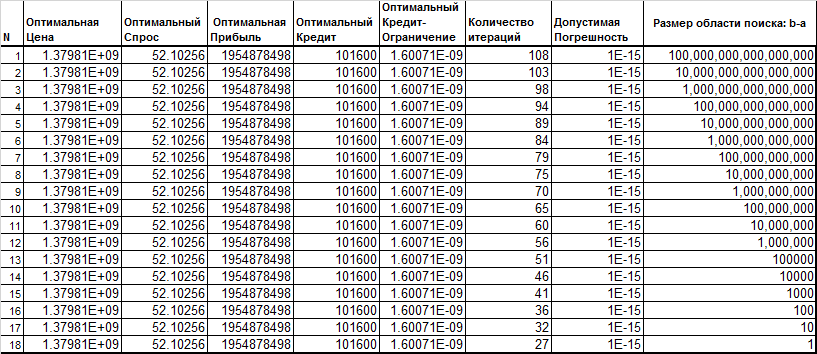 N Оптимальная Цена Оптимальный Спрос Оптимальная Прибыль Оптимальный Кредит Оптимальный Кредит-Ограничение Количество итераций Допустимая Погрешность Размер области поиска: b-a
1 1.37981E+09 52.10256 1954878498 101600 1.60071E-09 108 1E-15 100,000,000,000,000,000
2 1.37981E+09 52.10256 1954878498 101600 1.60071E-09 103 1E-15 10,000,000,000,000,000
3 1.37981E+09 52.10256 1954878498 101600 1.60071E-09 98 1E-15 1,000,000,000,000,000
4 1.37981E+09 52.10256 1954878498 101600 1.60071E-09 94 1E-15 100,000,000,000,000
5 1.37981E+09 52.10256 1954878498 101600 1.60071E-09 89 1E-15 10,000,000,000,000
6 1.37981E+09 52.10256 1954878498 101600 1.60071E-09 84 1E-15 1,000,000,000,000
7 1.37981E+09 52.10256 1954878498 101600 1.60071E-09 79 1E-15 100,000,000,000
8 1.37981E+09 52.10256 1954878498 101600 1.60071E-09 75 1E-15 10,000,000,000
9 1.37981E+09 52.10256 1954878498 101600 1.60071E-09 70 1E-15 1,000,000,000
10 1.37981E+09 52.10256 1954878498 101600 1.60071E-09 65 1E-15 100,000,000
11 1.37981E+09 52.10256 1954878498 101600 1.60071E-09 60 1E-15 10,000,000
12 1.37981E+09 52.10256 1954878498 101600 1.60071E-09 56 1E-15 1,000,000
13 1.37981E+09 52.10256 1954878498 101600 1.60071E-09 51 1E-15 100000
14 1.37981E+09 52.10256 1954878498 101600 1.60071E-09 46 1E-15 10000
15 1.37981E+09 52.10256 1954878498 101600 1.60071E-09 41 1E-15 1000
16 1.37981E+09 52.10256 1954878498 101600 1.60071E-09 36 1E-15 100
17 1.37981E+09 52.10256 1954878498 101600 1.60071E-09 32 1E-15 10
18 1.37981E+09 52.10256 1954878498 101600 1.60071E-09 27 1E-15 1